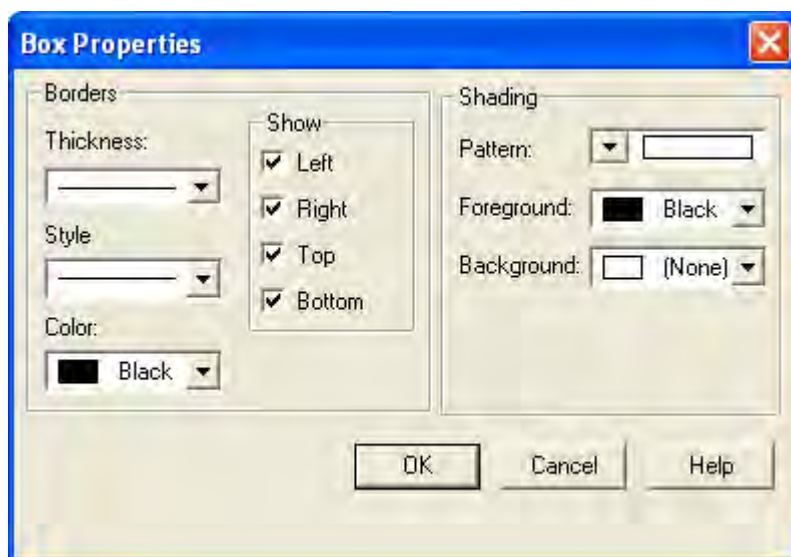 Box Properties
Borders
Thickness:
Style
Color:
Black
Show
Left
Right
Top
Bottom
Shading
Pattern:
Foreground:
Black
Background:
(None)
OK
Cancel
Help